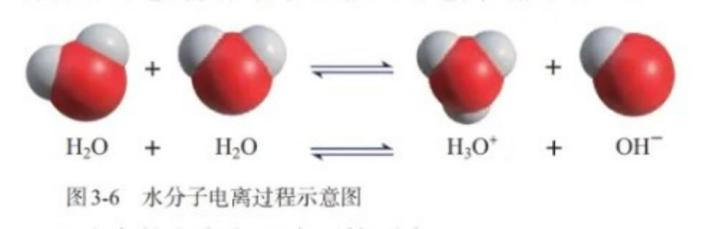 + ⇌ +
H₂O + H₂O ⇌ H₃O⁺ + OH⁻
图3-6 水分子电离过程示意图